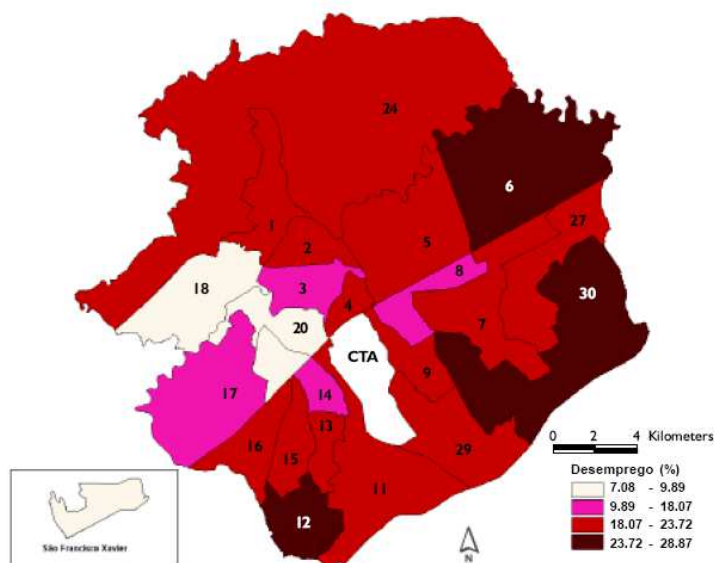 24
6
27
1
2
5
8
18
3
30
4
20
7
CTA
9
17
14
13
16
15
29
11
12
0 2 4 Kilometers
Desemprego (%)
7.08 - 9.89
9.89 - 18.07
18.07 - 23.72
23.72 - 28.87
São Francisco Xavier
N